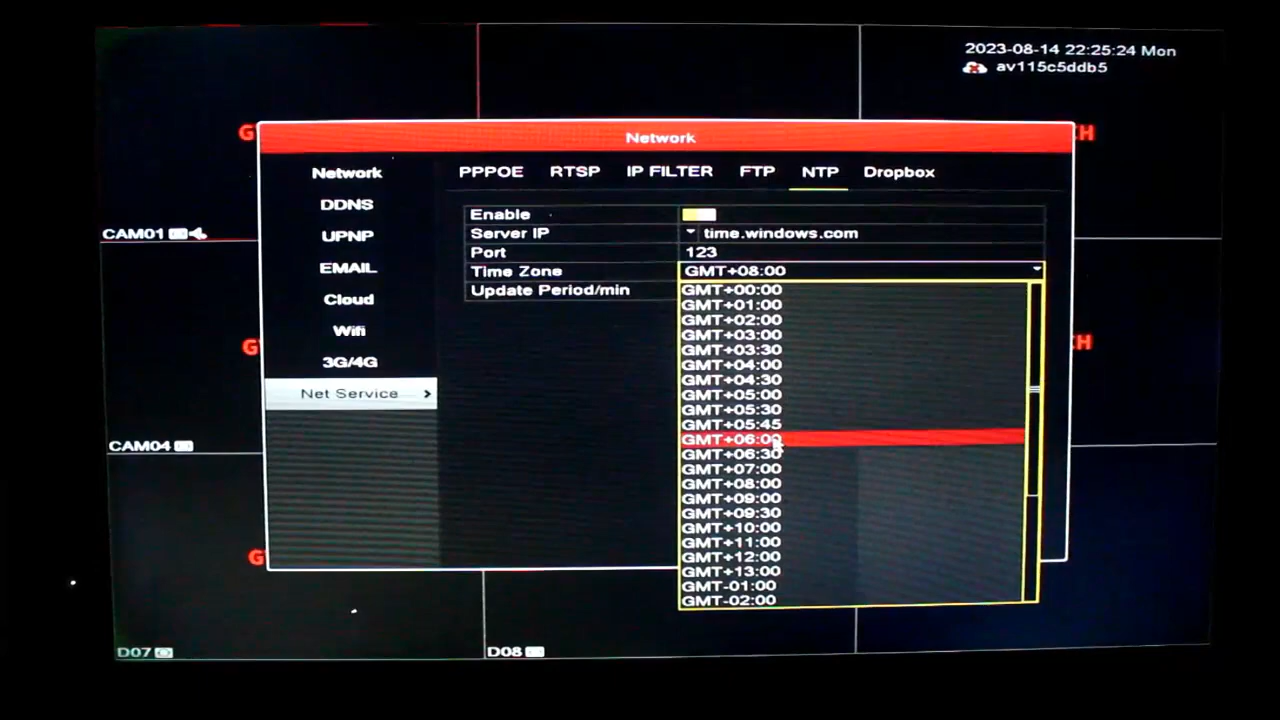 2023-08-14 22:25:24 Mon
av115c5ddb5
Network
Network
DDNS
UPNP
EMAIL
Cloud
Wifi
3G/4G
Net Service >
PPPOE RTSP IP FILTER FTP NTP Dropbox
Enable
Server IP time.windows.com
Port 123
Time Zone GMT+08:00
Update Period/min
GMT+00:00
GMT+01:00
GMT+02:00
GMT+03:00
GMT+03:30
GMT+04:00
GMT+04:30
GMT+05:00
GMT+05:30
GMT+05:45
GMT+06:00
GMT+06:30
GMT+07:00
GMT+08:00
GMT+09:00
GMT+09:30
GMT+10:00
GMT+11:00
GMT+12:00
GMT+13:00
GMT-01:00
GMT-02:00
CAM01
CAM04
D07
D08